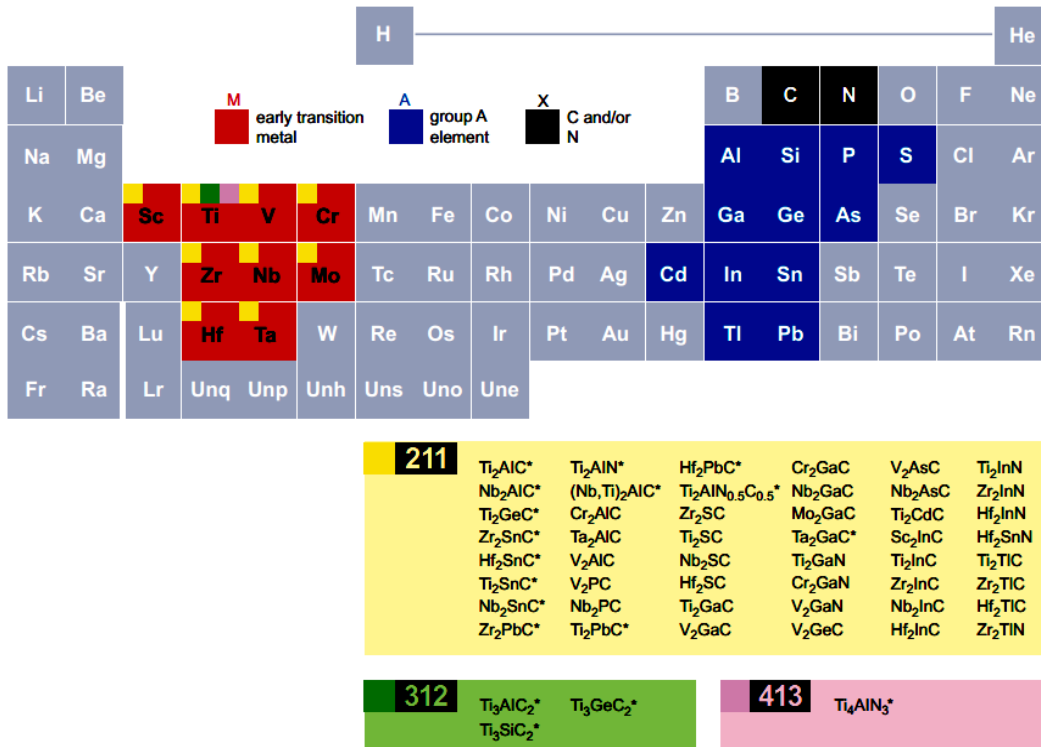 H He
Li Be B C N O F Ne
M A X
early transition metal
group A element
C and/or N
Na Mg Al Si P S Cl Ar
K Ca Sc Ti V Cr Mn Fe Co Ni Cu Zn Ga Ge As Se Br Kr
Rb Sr Y Zr Nb Mo Tc Ru Rh Pd Ag Cd In Sn Sb Te I Xe
Cs Ba Lu Hf Ta W Re Os Ir Pt Au Hg Tl Pb Bi Po At Rn
Fr Ra Lr Unq Unp Unh Uns Uno Une
211
Ti₂AlC* Ti₂AlN* Hf₂PbC* Cr₂GaC V₂AsC Ti₂InN
Nb₂AlC* (Nb,Ti)₂AlC* Ti₂AlN₀.₅C₀.₅* Nb₂GaC Nb₂AsC Zr₂InN
Ti₂GeC* Cr₂AlC Zr₂SC Mo₂GaC Ti₂CdC Hf₂InN
Zr₂SnC* Ta₂AlC Ti₂SC Ta₂GaC* Sc₂InC Hf₂SnN
Hf₂SnC* V₂AlC Nb₂SC Ti₂GaN Ti₂InC Ti₂TlC
Ti₂SnC* V₂PC Hf₂SC Cr₂GaN Zr₂InC Zr₂TlC
Nb₂SnC* Nb₂PC Ti₂GaC V₂GaN Nb₂InC Hf₂TlC
Zr₂PbC* Ti₂PbC* V₂GaC V₂GeC Hf₂InC Zr₂TlN
312
Ti₃AlC₂* Ti₃GeC₂*
Ti₃SiC₂*
413
Ti₄AlN₃*